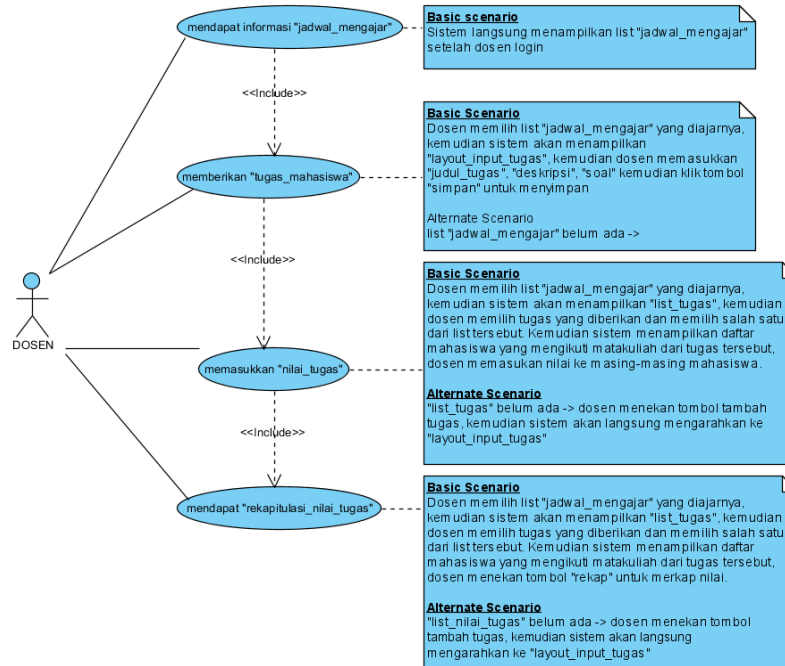 mendapat informasi "jadwal_mengajar"
Basic scenario
Sistem langsung menampilkan list "jadwal_mengajar"
setelah dosen login
<<Include>>
memberikan "tugas_mahasiswa"
Basic Scenario
Dosen memilih list "jadwal_mengajar" yang diajarnya,
kemudian sistem akan menampilkan
"layout_input_tugas", kemudian dosen memasukkan
"judul_tugas", "deskripsi", "soal" kemudian klik tombol
"simpan" untuk menyimpan
Alternate Scenario
list "jadwal_mengajar" belum ada ->
<<Include>>
DOSEN
memasukkan "nilai_tugas"
Basic Scenario
Dosen memilih list "jadwal_mengajar" yang diajarnya,
kemudian sistem akan menampilkan "list_tugas", kemudian
dosen memilih tugas yang diberikan dan memilih salah satu
dari list tersebut. Kemudian sistem menampilkan daftar
mahasiswa yang mengikuti matakuliah dari tugas tersebut,
dosen memasukan nilai ke masing-masing mahasiswa.
Alternate Scenario
"list_tugas" belum ada -> dosen menekan tombol tambah
tugas, kemudian sistem akan langsung mengarahkan ke
"layout_input_tugas"
<<Include>>
mendapat "rekapitulasi_nilai_tugas"
Basic Scenario
Dosen memilih list "jadwal_mengajar" yang diajarnya,
kemudian sistem akan menampilkan "list_tugas", kemudian
dosen memilih tugas yang diberikan dan memilih salah satu
dari list tersebut. Kemudian sistem menampilkan daftar
mahasiswa yang mengikuti matakuliah dari tugas tersebut,
dosen menekan tombol "rekap" untuk merkap nilai.
Alternate Scenario
"list_nilai_tugas" belum ada -> dosen menekan tombol
tambah tugas, kemudian sistem akan langsung
mengarahkan ke "layout_input_tugas"